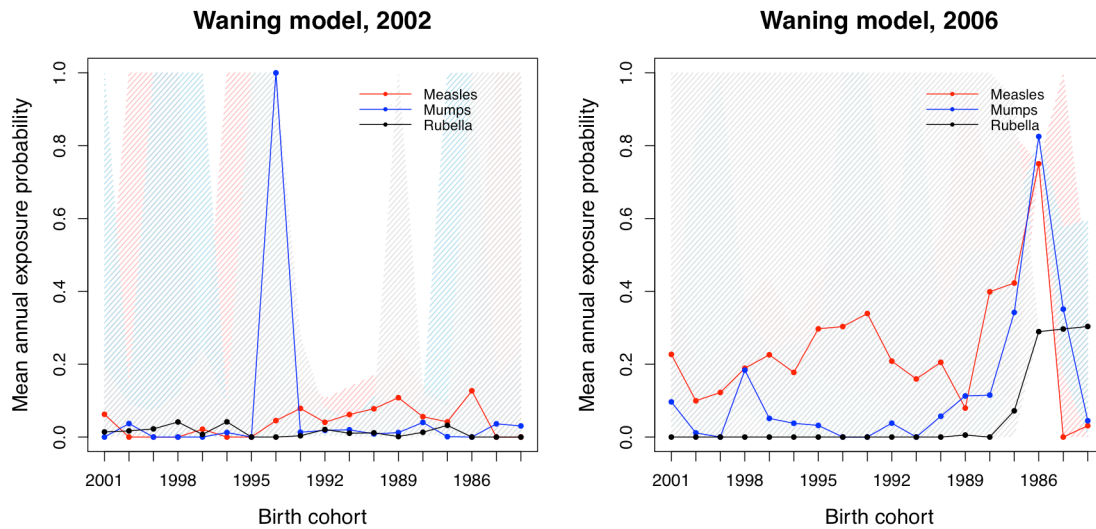 Waning model, 2002
Mean annual exposure probability
1.0
0.8
0.6
0.4
0.2
0.0
Measles
Mumps
Rubella
2001 1998 1995 1992 1989 1986
Birth cohort
Waning model, 2006
Mean annual exposure probability
1.0
0.8
0.6
0.4
0.2
0.0
Measles
Mumps
Rubella
2001 1998 1995 1992 1989 1986
Birth cohort